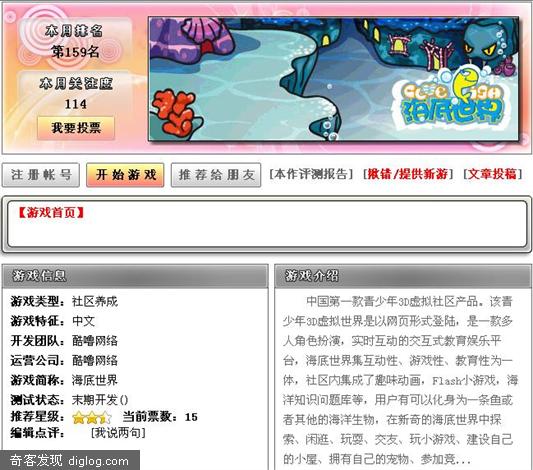 本月排名
第159名
本月关注度
114
我要投票
海底世界
注册帐号 开始游戏 推荐给朋友 [本作评测报告] [揪错/提供新游] [文章投稿]
【游戏首页】
游戏信息
游戏类型：社区养成
游戏特征：中文
开发团队：酷噜网络
运营公司：酷噜网络
游戏简称：海底世界
测试状态：末期开发()
推荐星级： 当前票数：15
编辑点评： [我说两句]
游戏介绍
中国第一款青少年3D虚拟社区产品。该青
少年3D虚拟世界是以网页形式登陆，是一款多
人角色扮演，实时互动的交互式教育娱乐平
台，海底世界集互动性、游戏性、教育性为一
体，社区内集成了趣味动画，Flash小游戏，海
洋知识问题库等，用户有可以化身为一条鱼或
者其他的海洋生物，在新奇的海底世界中探
索、闲逛、玩耍、交友、玩小游戏、建设自己
的小屋、拥有自己的宠物、参加竞...
奇客发现 diglog.com